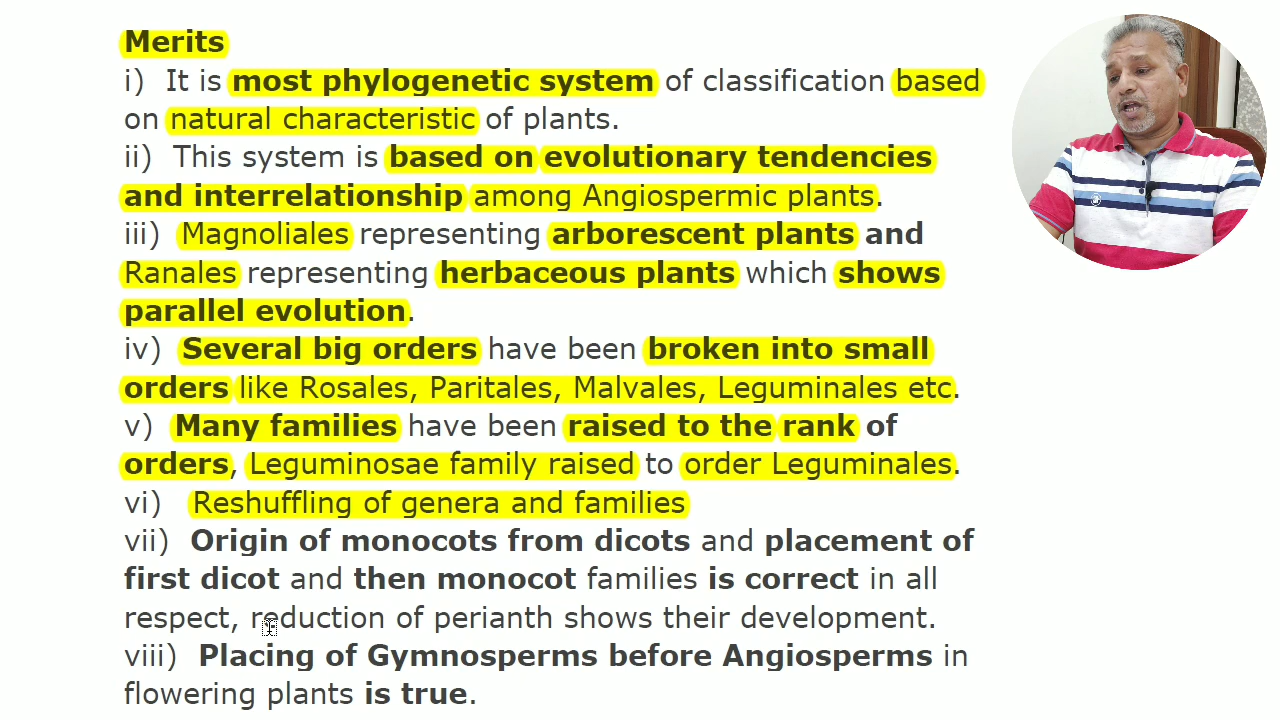 Merits
i) It is most phylogenetic system of classification based
on natural characteristic of plants.
ii) This system is based on evolutionary tendencies
and interrelationship among Angiospermic plants.
iii) Magnoliales representing arborescent plants and
Ranales representing herbaceous plants which shows
parallel evolution.
iv) Several big orders have been broken into small
orders like Rosales, Paritales, Malvales, Leguminales etc.
v) Many families have been raised to the rank of
orders, Leguminosae family raised to order Leguminales.
vi) Reshuffling of genera and families
vii) Origin of monocots from dicots and placement of
first dicot and then monocot families is correct in all
respect, reduction of perianth shows their development.
viii) Placing of Gymnosperms before Angiosperms in
flowering plants is true.